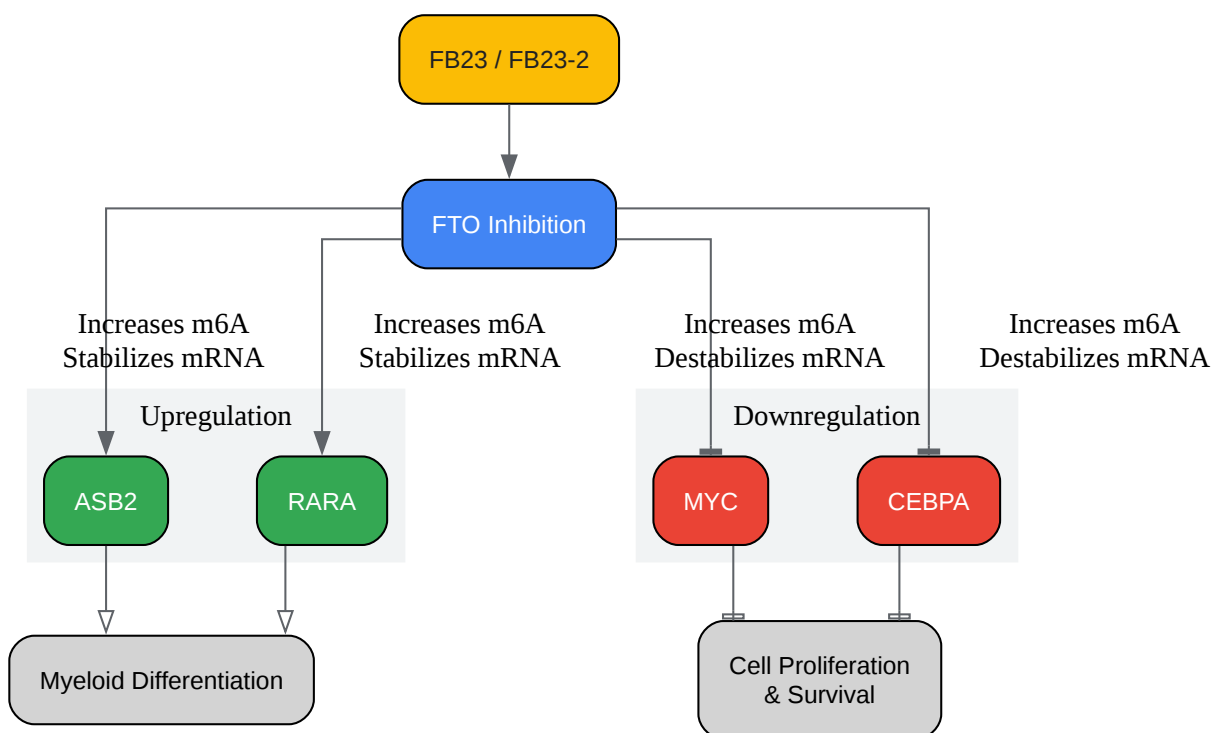 FB23 / FB23-2
FTO Inhibition
Increases m6A
Stabilizes mRNA
Increases m6A
Stabilizes mRNA
Increases m6A
Destabilizes mRNA
Increases m6A
Destabilizes mRNA
Upregulation
Downregulation
ASB2
RARA
MYC
CEBPA
Myeloid Differentiation
Cell Proliferation
& Survival